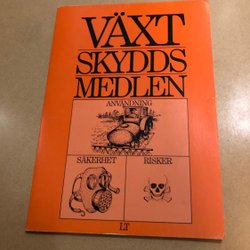 VÄXT
SKYDDS
MEDLEN
ANVÄNDNING
SÄKERHET RISKER
LT